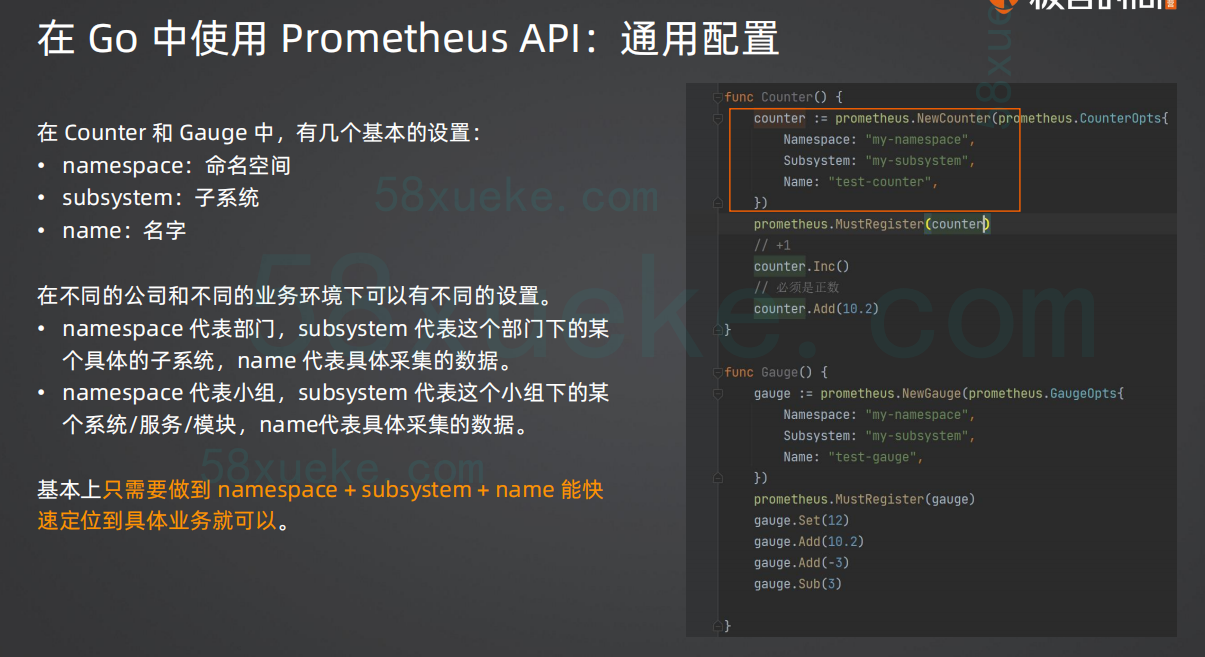 在 Go 中使用 Prometheus API：通用配置
在 Counter 和 Gauge 中，有几个基本的设置：
• namespace：命名空间
• subsystem：子系统
• name：名字
在不同的公司和不同的业务环境下可以有不同的设置。
• namespace 代表部门，subsystem 代表这个部门下的某
个具体的子系统，name 代表具体采集的数据。
• namespace 代表小组，subsystem 代表这个小组下的某
个系统/服务/模块，name代表具体采集的数据。
基本上只需要做到 namespace + subsystem + name 能快
速定位到具体业务就可以。
func Counter() {
counter := prometheus.NewCounter(prometheus.CounterOpts{
Namespace: "my-namespace",
Subsystem: "my-subsystem",
Name: "test-counter",
})
prometheus.MustRegister(counter)
// +1
counter.Inc()
// 必须是正数
counter.Add(10.2)
}
func Gauge() {
gauge := prometheus.NewGauge(prometheus.GaugeOpts{
Namespace: "my-namespace",
Subsystem: "my-subsystem",
Name: "test-gauge",
})
prometheus.MustRegister(gauge)
gauge.Set(12)
gauge.Add(10.2)
gauge.Add(-3)
gauge.Sub(3)
}
58xueke.com
58xueke.com
58xueke.com
58xue